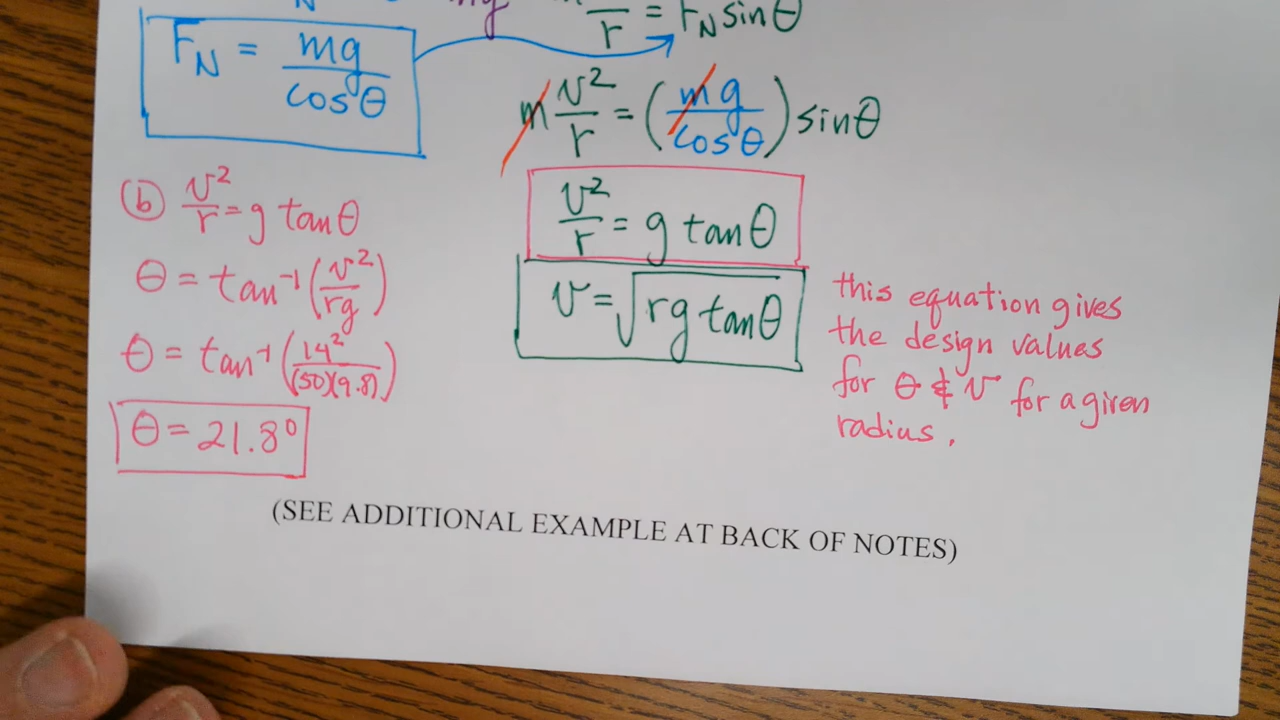 N mg
F_N = mg / cosθ
/ r = F_N sinθ
m v² / r = (mg / cosθ) sinθ
v² / r = g tanθ
v = √(rg tanθ)
this equation gives
the design values
for θ & v for a given
radius.
(b) v² / r = g tanθ
θ = tan⁻¹(v² / rg)
θ = tan⁻¹(14² / (50)(9.8))
θ = 21.8°
(SEE ADDITIONAL EXAMPLE AT BACK OF NOTES)